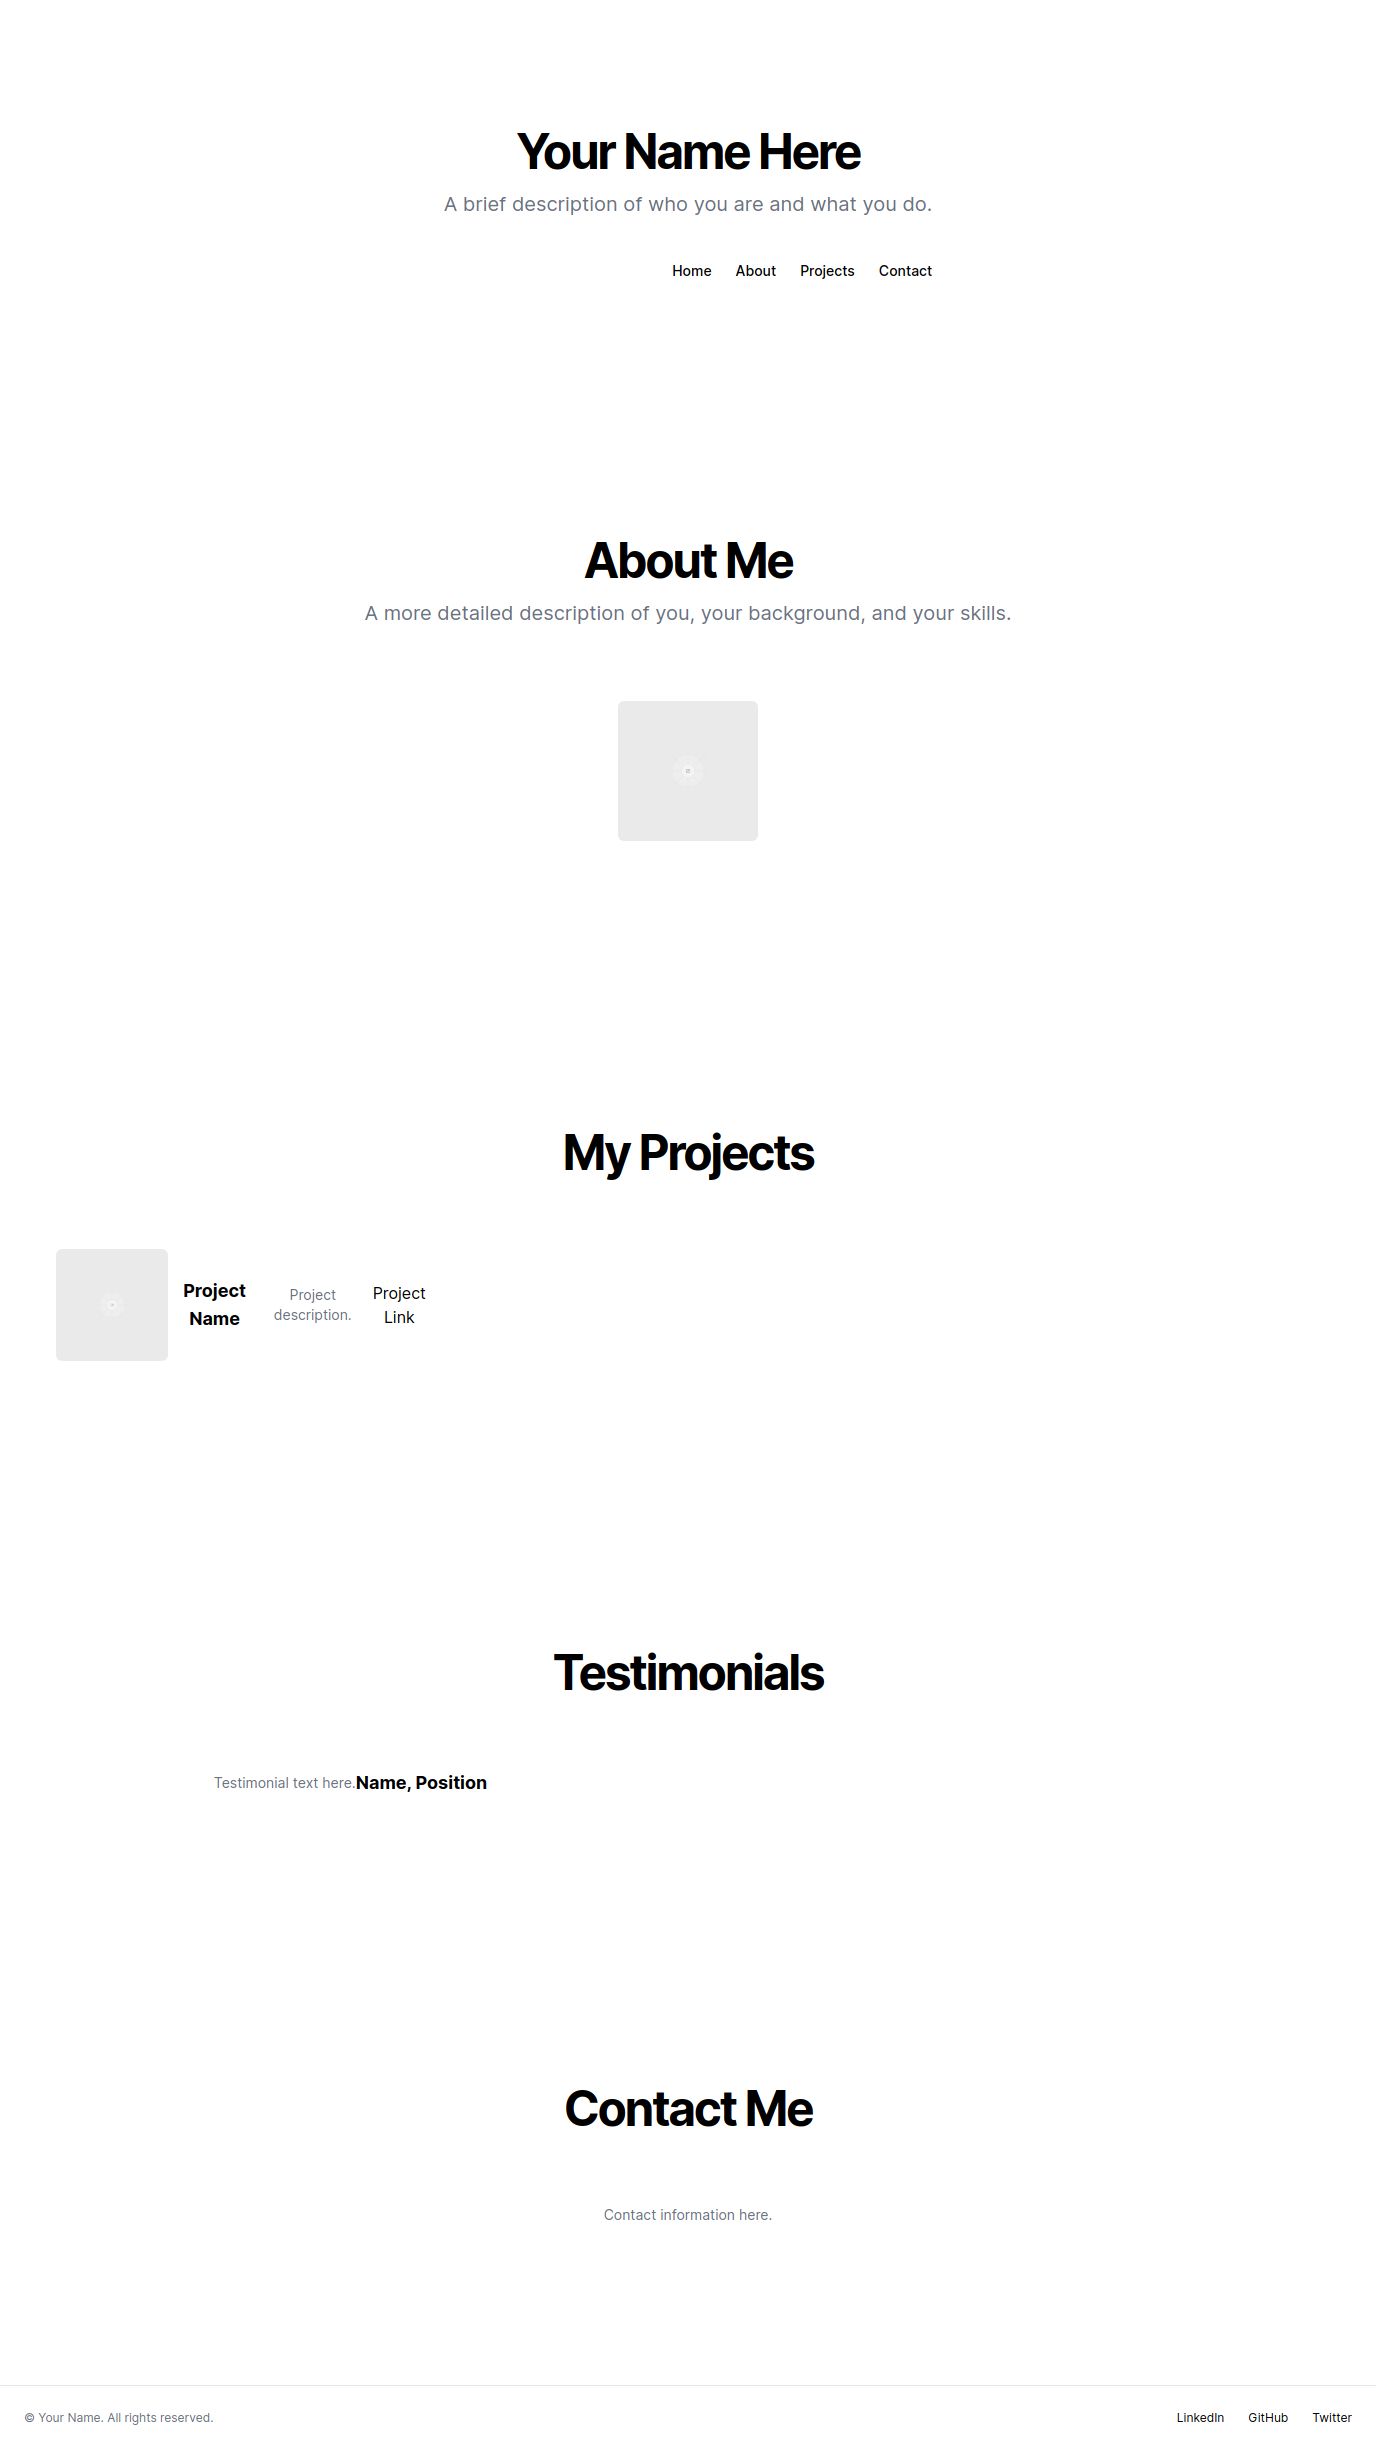 Your Name Here
A brief description of who you are and what you do.
Home About Projects Contact
About Me
A more detailed description of you, your background, and your skills.
My Projects
Project
Name
Project
description.
Project
Link
Testimonials
Testimonial text here.Name, Position
Contact Me
Contact information here.
© Your Name. All rights reserved.
LinkedIn GitHub Twitter